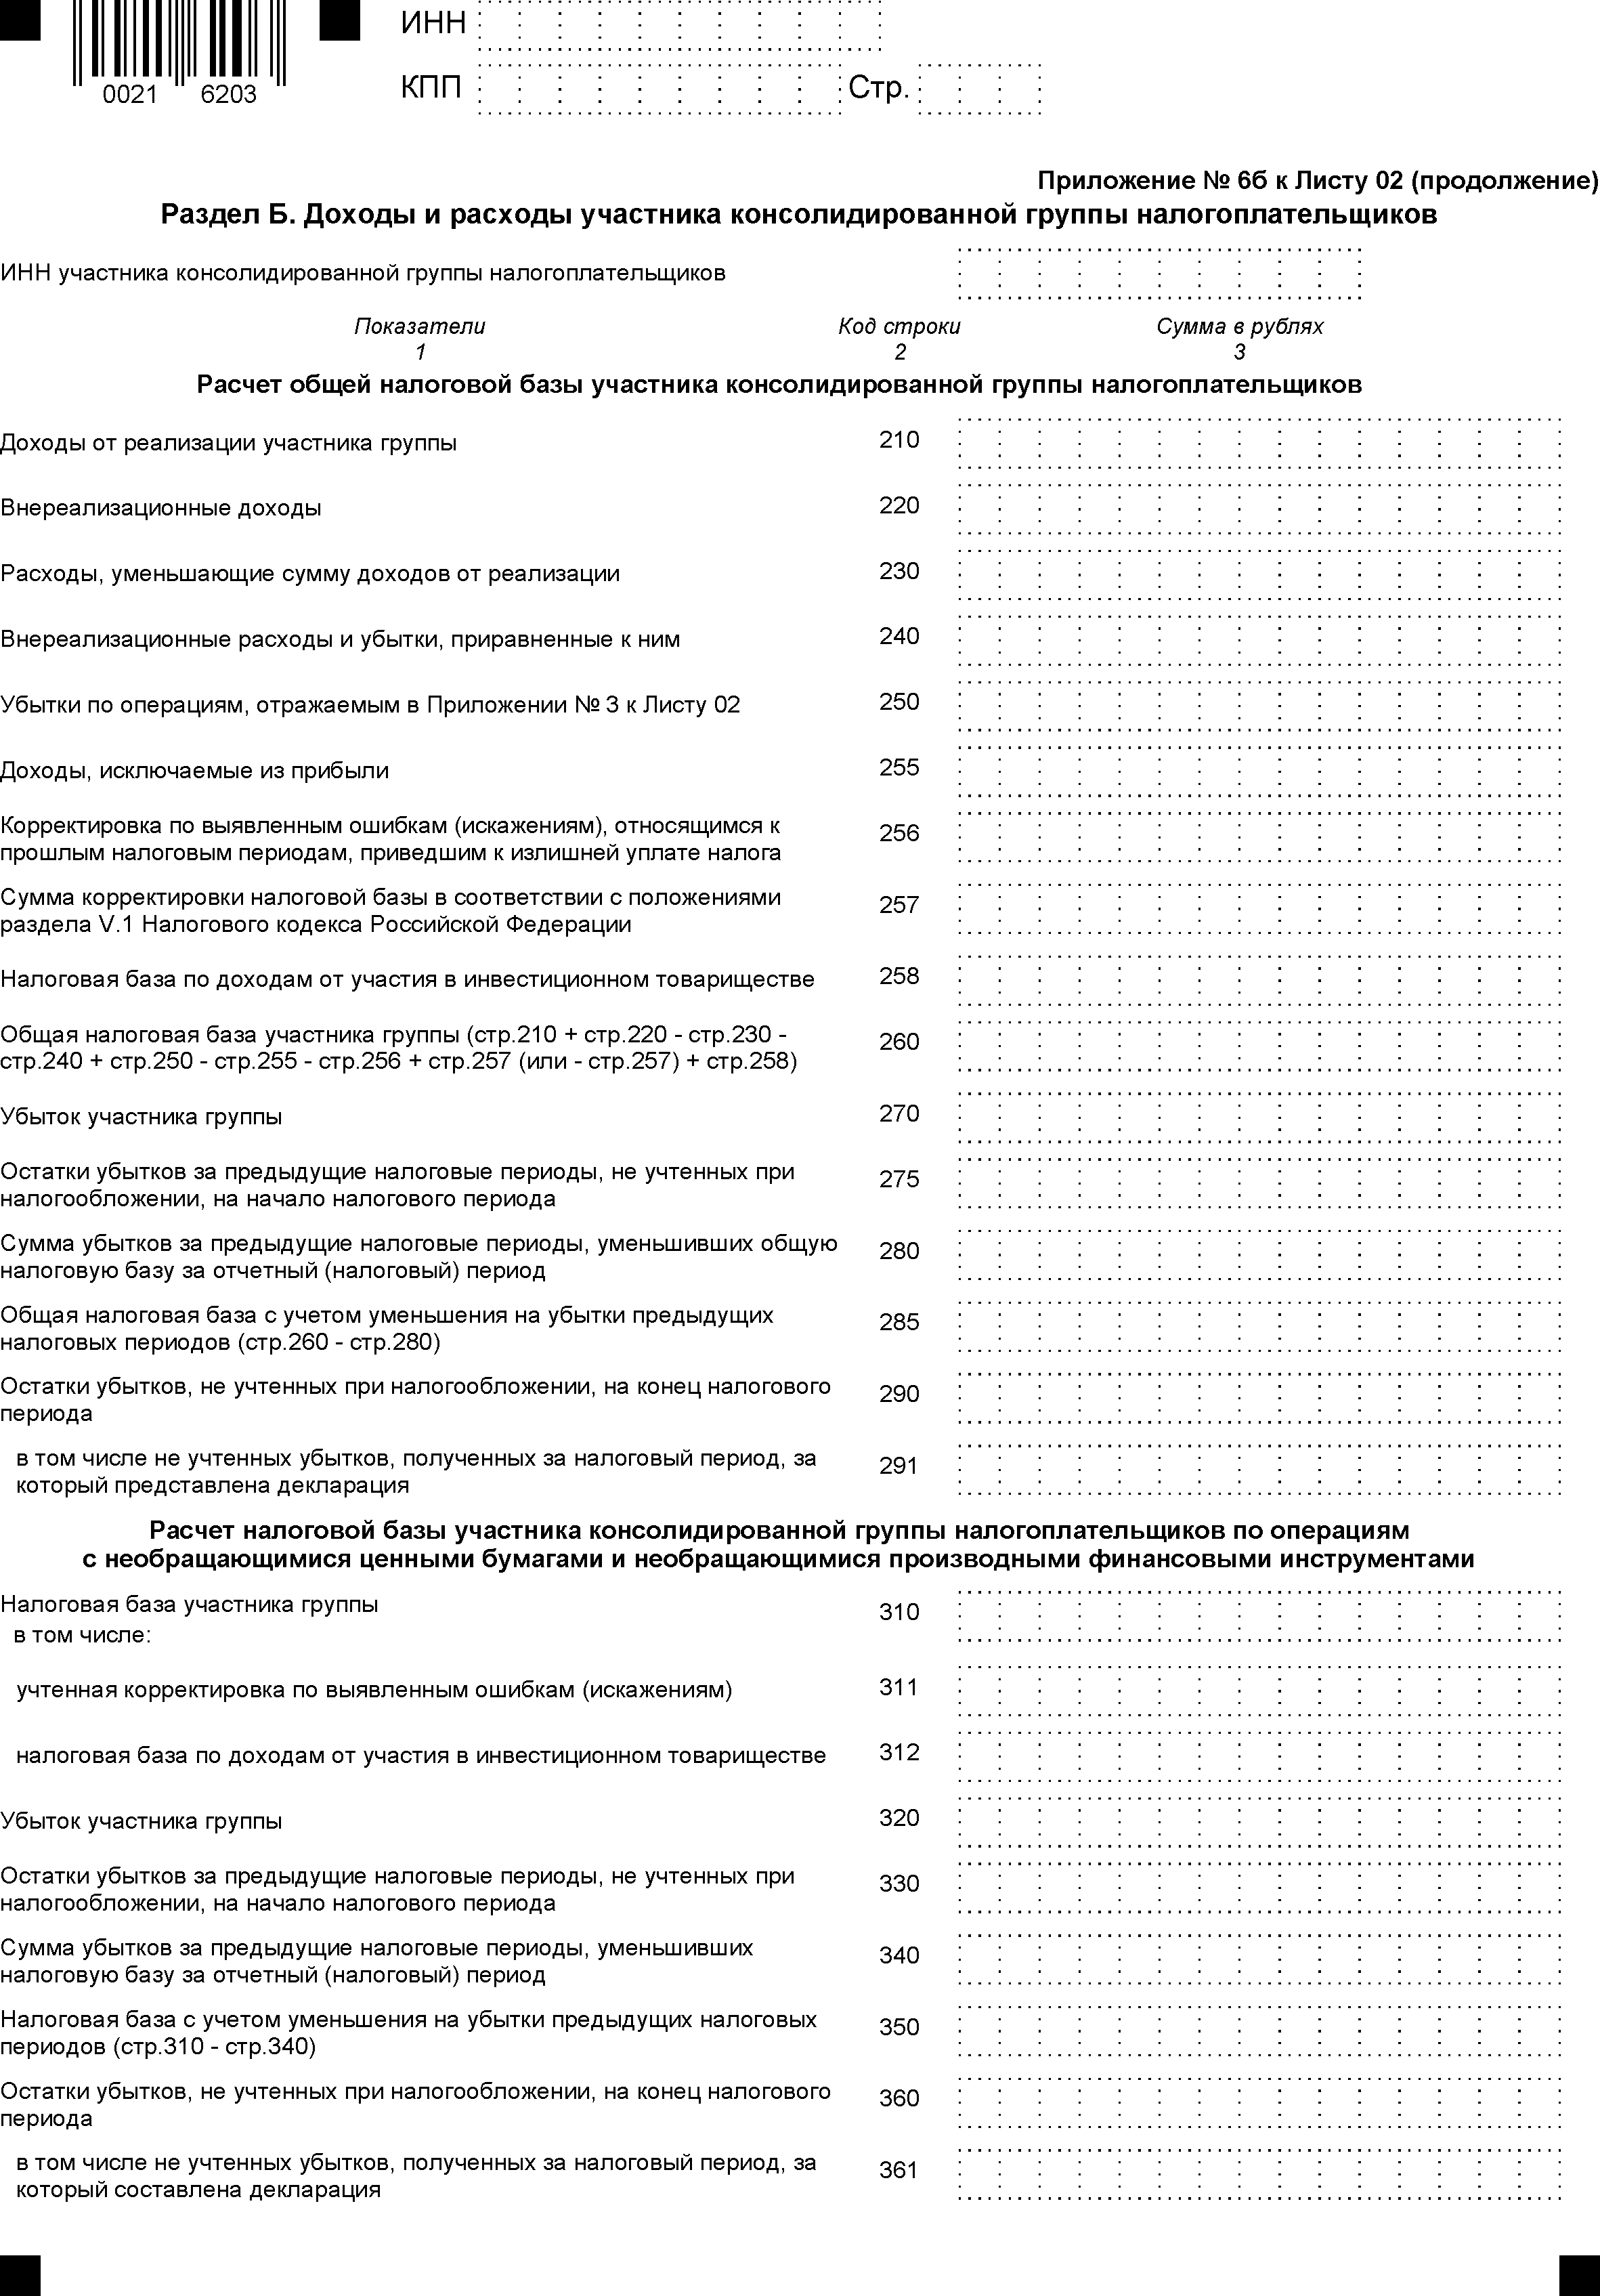 ИНН
0021 6203
КПП Стр.
Приложение № 6б к Листу 02 (продолжение)
Раздел Б. Доходы и расходы участника консолидированной группы налогоплательщиков
ИНН участника консолидированной группы налогоплательщиков
Показатели Код строки Сумма в рублях
1 2 3
Расчет общей налоговой базы участника консолидированной группы налогоплательщиков
Доходы от реализации участника группы 210
Внереализационные доходы 220
Расходы, уменьшающие сумму доходов от реализации 230
Внереализационные расходы и убытки, приравненные к ним 240
Убытки по операциям, отражаемым в Приложении № 3 к Листу 02 250
Доходы, исключаемые из прибыли 255
Корректировка по выявленным ошибкам (искажениям), относящимся к 256
прошлым налоговым периодам, приведшим к излишней уплате налога
Сумма корректировки налоговой базы в соответствии с положениями 257
раздела V.1 Налогового кодекса Российской Федерации
Налоговая база по доходам от участия в инвестиционном товариществе 258
Общая налоговая база участника группы (стр.210 + стр.220 - стр.230 - 260
стр.240 + стр.250 - стр.255 - стр.256 + стр.257 (или - стр.257) + стр.258)
Убыток участника группы 270
Остатки убытков за предыдущие налоговые периоды, не учтенных при 275
налогообложении, на начало налогового периода
Сумма убытков за предыдущие налоговые периоды, уменьшивших общую 280
налоговую базу за отчетный (налоговый) период
Общая налоговая база с учетом уменьшения на убытки предыдущих 285
налоговых периодов (стр.260 - стр.280)
Остатки убытков, не учтенных при налогообложении, на конец налогового 290
периода
в том числе не учтенных убытков, полученных за налоговый период, за 291
который представлена декларация
Расчет налоговой базы участника консолидированной группы налогоплательщиков по операциям
с необращающимися ценными бумагами и необращающимися производными финансовыми инструментами
Налоговая база участника группы 310
в том числе:
учтенная корректировка по выявленным ошибкам (искажениям) 311
налоговая база по доходам от участия в инвестиционном товариществе 312
Убыток участника группы 320
Остатки убытков за предыдущие налоговые периоды, не учтенных при 330
налогообложении, на начало налогового периода
Сумма убытков за предыдущие налоговые периоды, уменьшивших 340
налоговую базу за отчетный (налоговый) период
Налоговая база с учетом уменьшения на убытки предыдущих налоговых 350
периодов (стр.310 - стр.340)
Остатки убытков, не учтенных при налогообложении, на конец налогового 360
периода
в том числе не учтенных убытков, полученных за налоговый период, за 361
который составлена декларация